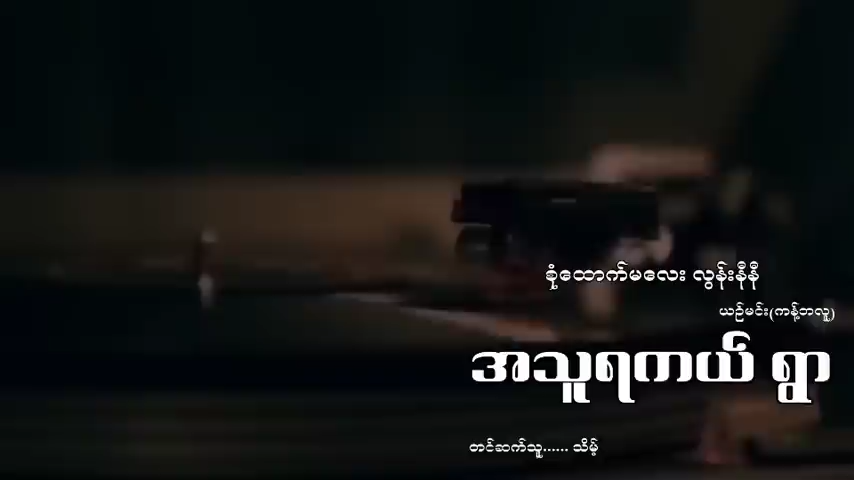 စုံထောက်မလေး လွန်းနီနီ
ယဉ်မင်း(ကန့်ဘလူ)
အသူရကယ် ရွာ
တင်ဆက်သူ...... သိမ့်